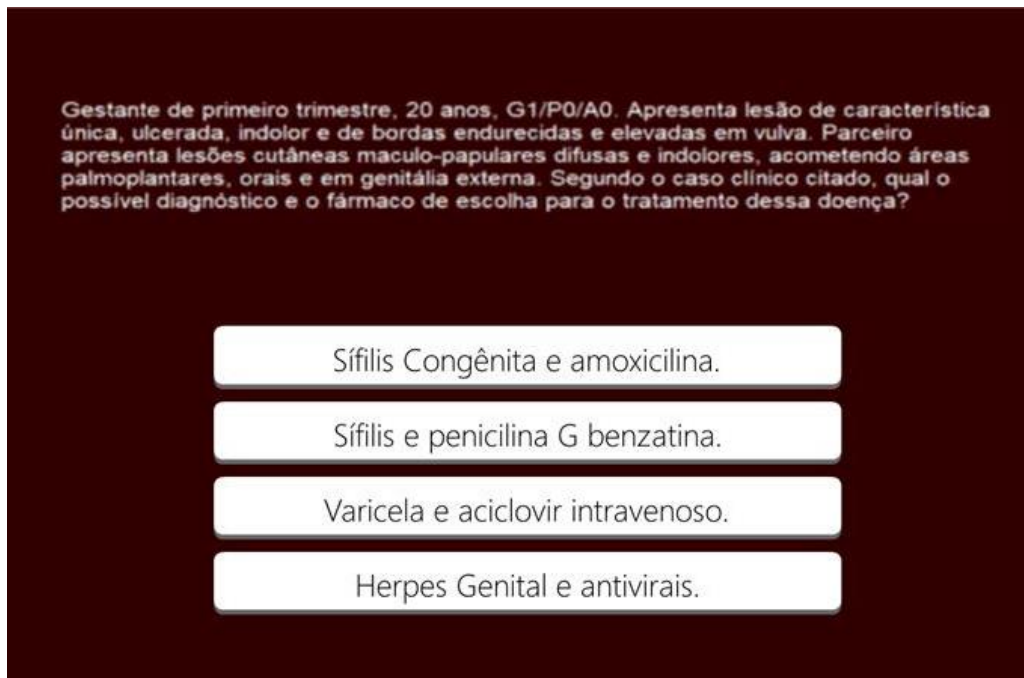 Gestante de primeiro trimestre, 20 anos, G1/P0/A0. Apresenta lesão de característica
única, ulcerada, indolor e de bordas endurecidas e elevadas em vulva. Parceiro
apresenta lesões cutâneas maculo-papulares difusas e indolores, acometendo áreas
palmoplantares, orais e em genitália externa. Segundo o caso clínico citado, qual o
possível diagnóstico e o fármaco de escolha para o tratamento dessa doença?
Sífilis Congênita e amoxicilina.
Sífilis e penicilina G benzatina.
Varicela e aciclovir intravenoso.
Herpes Genital e antivirais.